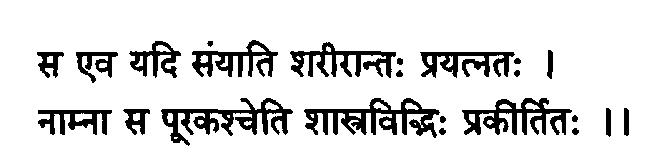 स एव यदि संयाति शरीरान्तः प्रयत्नतः ।
नाम्ना स पूरकश्चेति शास्त्रविद्भिः प्रकीर्तितः ।।